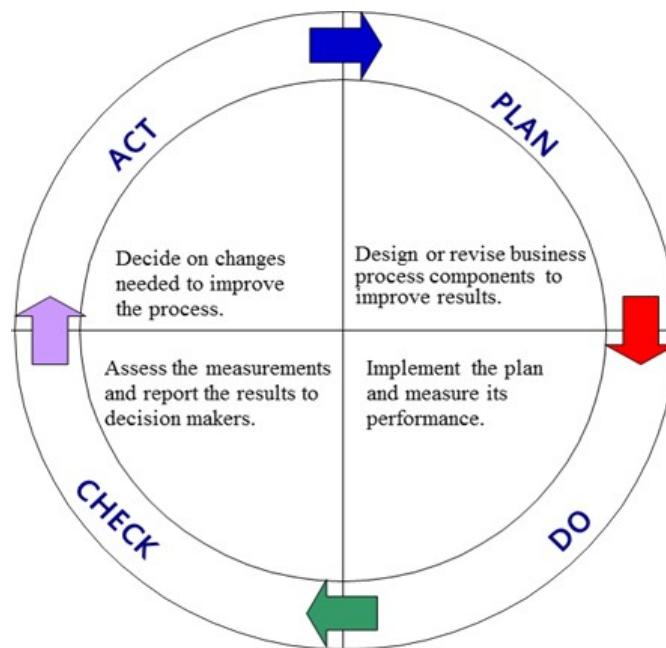 ACT
PLAN
Decide on changes
needed to improve
the process.
Design or revise business
process components to
improve results.
Assess the measurements
and report the results to
decision makers.
Implement the plan
and measure its
performance.
CHECK
DO